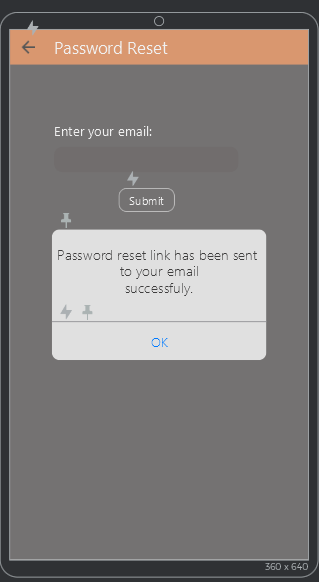 Password Reset
Enter your email:
Submit
Password reset link has been sent
to your email
successfuly.
OK
360 x 640